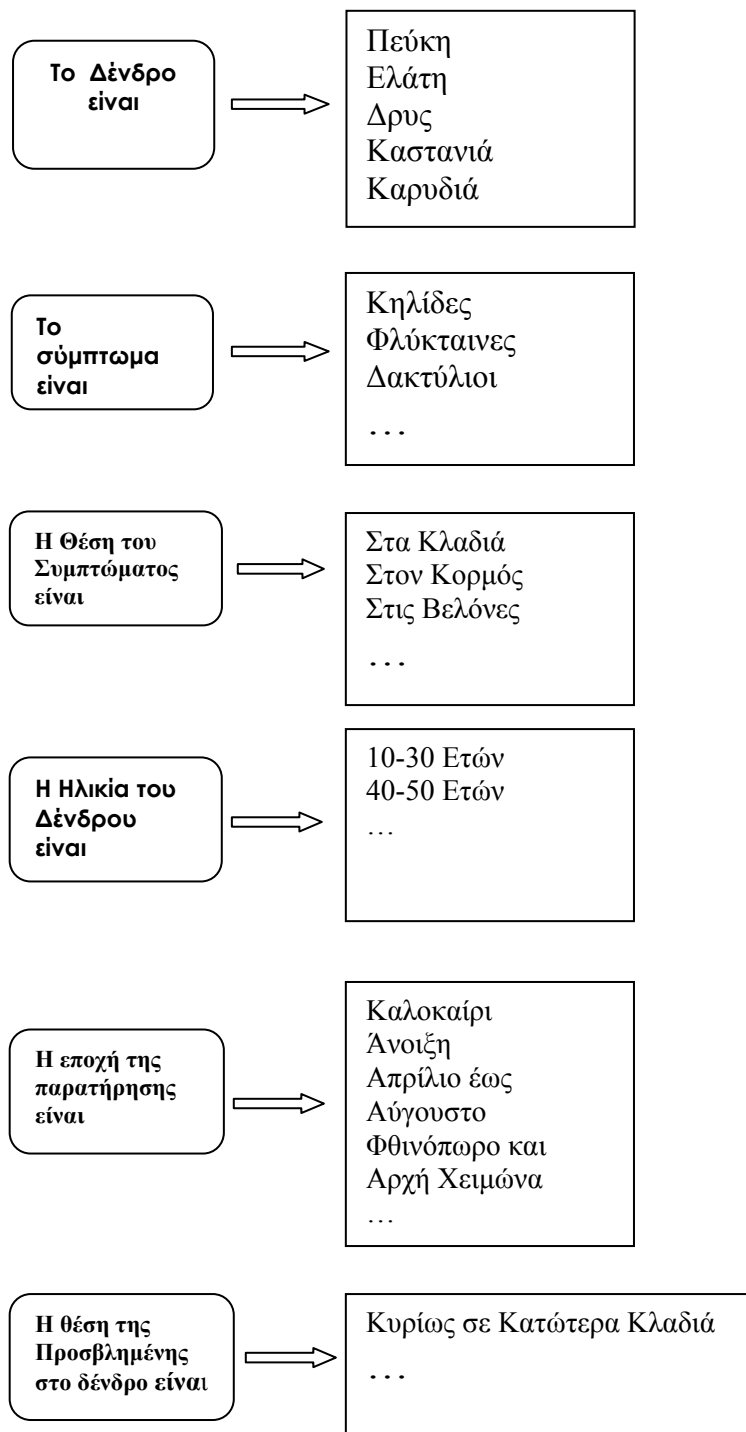 Το Δένδρο
είναι
Πεύκη
Ελάτη
Δρυς
Καστανιά
Καρυδιά
Το
σύμπτωμα
είναι
Κηλίδες
Φλύκταινες
Δακτύλιοι
...
Η Θέση του
Συμπτώματος
είναι
Στα Κλαδιά
Στον Κορμός
Στις Βελόνες
...
Η Ηλικία του
Δένδρου
είναι
10-30 Ετών
40-50 Ετών
...
Η εποχή της
παρατήρησης
είναι
Καλοκαίρι
Άνοιξη
Απρίλιο έως
Αύγουστο
Φθινόπωρο και
Αρχή Χειμώνα
...
Η θέση της
Προσβλημένης
στο δένδρο είναι
Κυρίως σε Κατώτερα Κλαδιά
...